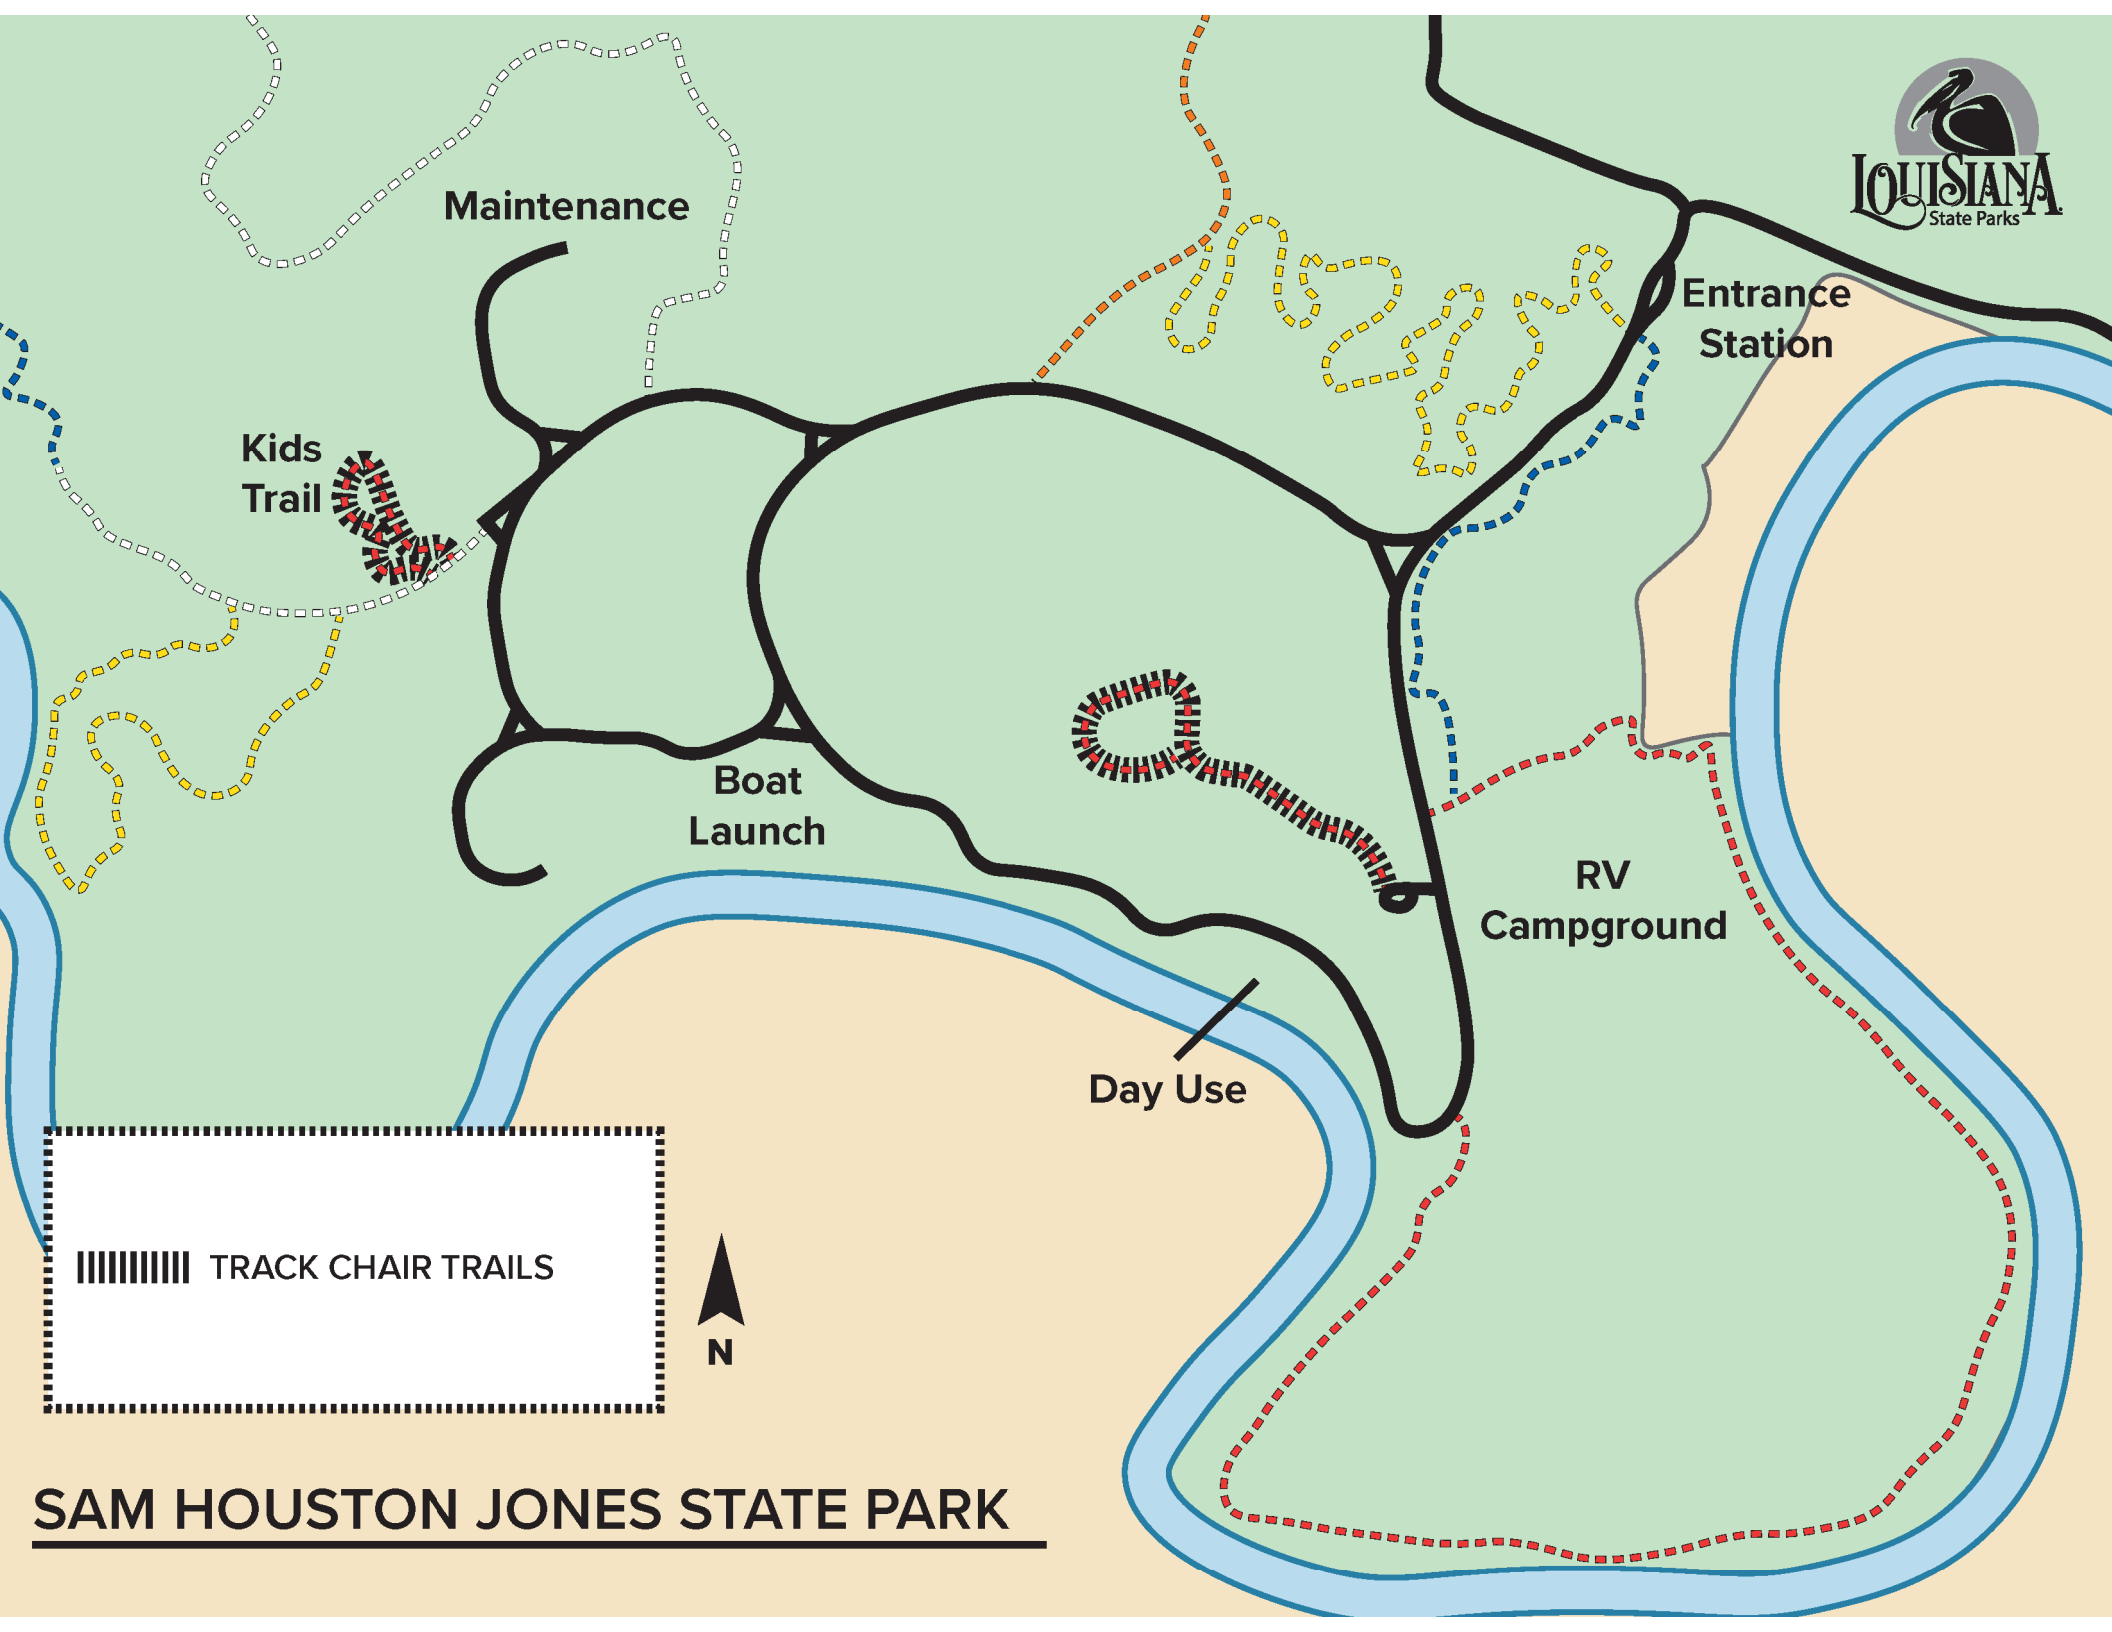 LOUISIANA
State Parks
Maintenance
Entrance
Station
Kids
Trail
Boat
Launch
RV
Campground
Day Use
TRACK CHAIR TRAILS
N
SAM HOUSTON JONES STATE PARK